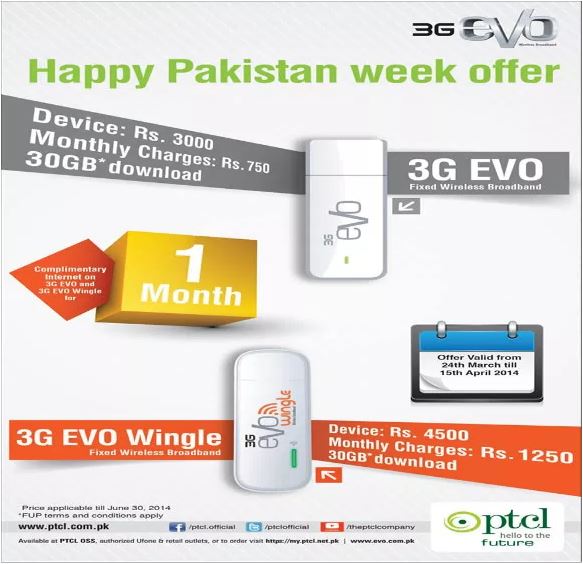 3G EVO
Wireless Broadband
Happy Pakistan week offer
Device: Rs. 3000
Monthly Charges: Rs. 750
30GB* download
3G EVO
Fixed Wireless Broadband
3G evo
Complimentary
Internet on
3G EVO and
3G EVO Wingle
for
1
Month
Offer Valid from
24th March till
15th April 2014
3G EVO Wingle
Fixed Wireless Broadband
3G evo wingle
Device: Rs. 4500
Monthly Charges: Rs. 1250
30GB* download
Price applicable till June 30, 2014
*FUP terms and conditions apply
www.ptcl.com.pk f /ptcl.official /ptclofficial /theptclcompany
Available at PTCL OSS, authorized Ufone & retail outlets, or to order visit https://my.ptcl.net.pk | www.evo.com.pk
ptcl
hello to the
future